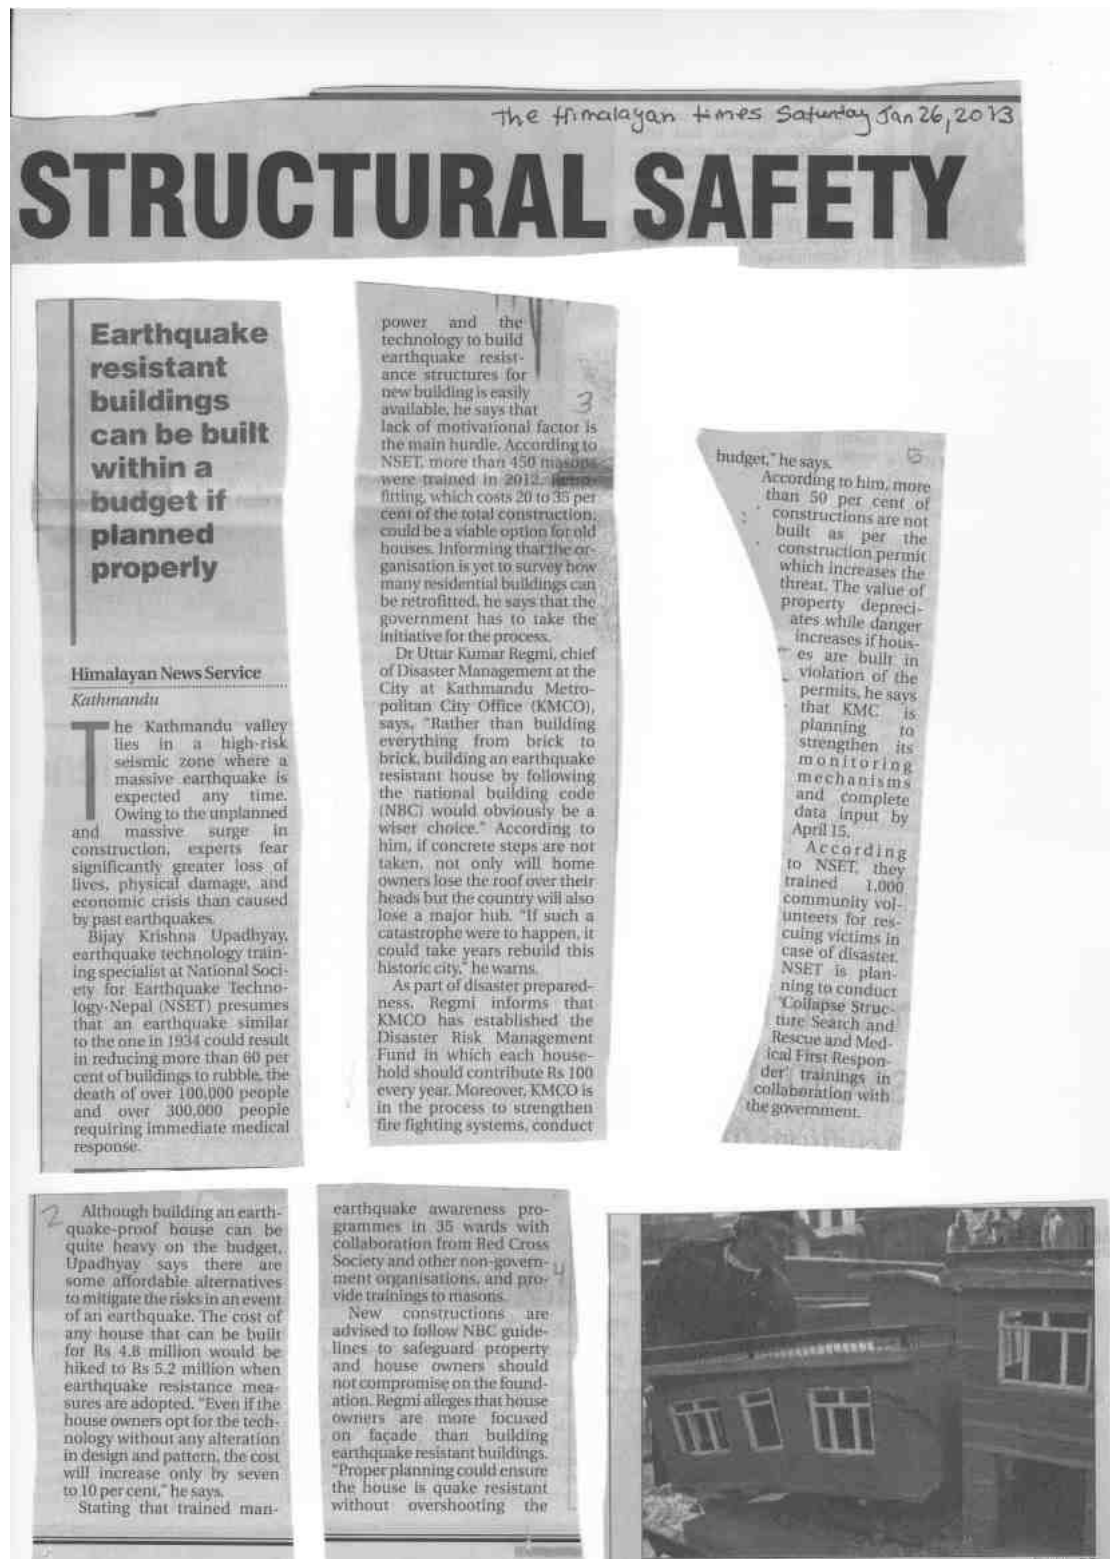 The Himalayan times Saturday Jan 26, 2013
STRUCTURAL SAFETY
Earthquake
resistant
buildings
can be built
within a
budget if
planned
properly
Himalayan News Service
Kathmandu
The Kathmandu valley
lies in a high-risk
seismic zone where a
massive earthquake is
expected any time.
Owing to the unplanned
and massive surge in
construction, experts fear
significantly greater loss of
lives, physical damage, and
economic crisis than caused
by past earthquakes.
Bijay Krishna Upadhyay,
earthquake technology train-
ing specialist at National Soci-
ety for Earthquake Techno-
logy-Nepal (NSET) presumes
that an earthquake similar
to the one in 1934 could result
in reducing more than 60 per
cent of buildings to rubble, the
death of over 100,000 people
and over 300,000 people
requiring immediate medical
response.
2
Although building an earth-
quake-proof house can be
quite heavy on the budget,
Upadhyay says there are
some affordable alternatives
to mitigate the risks in an event
of an earthquake. The cost of
any house that can be built
for Rs 4.8 million would be
hiked to Rs 5.2 million when
earthquake resistance mea-
sures are adopted. "Even if the
house owners opt for the tech-
nology without any alteration
in design and pattern, the cost
will increase only by seven
to 10 per cent," he says.
Stating that trained man-
power and the
technology to build
earthquake resist-
ance structures for
new building is easily
available, he says that
3
lack of motivational factor is
the main hurdle. According to
NSET, more than 450 masons
were trained in 2012. Retro-
fitting, which costs 20 to 35 per
cent of the total construction;
could be a viable option for old
houses. Informing that the or-
ganisation is yet to survey how
many residential buildings can
be retrofitted, he says that the
government has to take the
initiative for the process.
Dr Uttar Kumar Regmi, chief
of Disaster Management at the
City at Kathmandu Metro-
politan City Office (KMCO),
says, "Rather than building
everything from brick to
brick, building an earthquake
resistant house by following
the national building code
(NBC) would obviously be a
wiser choice." According to
him, if concrete steps are not
taken, not only will home
owners lose the roof over their
heads but the country will also
lose a major hub. "If such a
catastrophe were to happen, it
could take years rebuild this
historic city," he warns.
As part of disaster prepared-
ness, Regmi informs that
KMCO has established the
Disaster Risk Management
Fund in which each house-
hold should contribute Rs 100
every year. Moreover, KMCO is
in the process to strengthen
fire fighting systems, conduct
earthquake awareness pro-
grammes in 35 wards with
collaboration from Red Cross
Society and other non-govern-
4
ment organisations, and pro-
vide trainings to masons.
New constructions are
advised to follow NBC guide-
lines to safeguard property
and house owners should
not compromise on the found-
ation. Regmi alleges that house
owners are more focused
on façade than building
earthquake resistant buildings.
"Proper planning could ensure
the house is quake resistant
without overshooting the
budget," he says.
5
According to him, more
than 50 per cent of
constructions are not
built as per the
construction permit
which increases the
threat. The value of
property depreci-
ates while danger
increases if hous-
es are built in
violation of the
permits, he says
that KMC is
planning to
strengthen its
monitoring
mechanisms
and complete
data input by
April 15.
According
to NSET, they
trained 1,000
community vol-
unteers for res-
cuing victims in
case of disaster.
NSET is plan-
ning to conduct
'Collapse Struc-
ture Search and
Rescue and Med-
ical First Respon-
der' trainings in
collaboration with
the government.